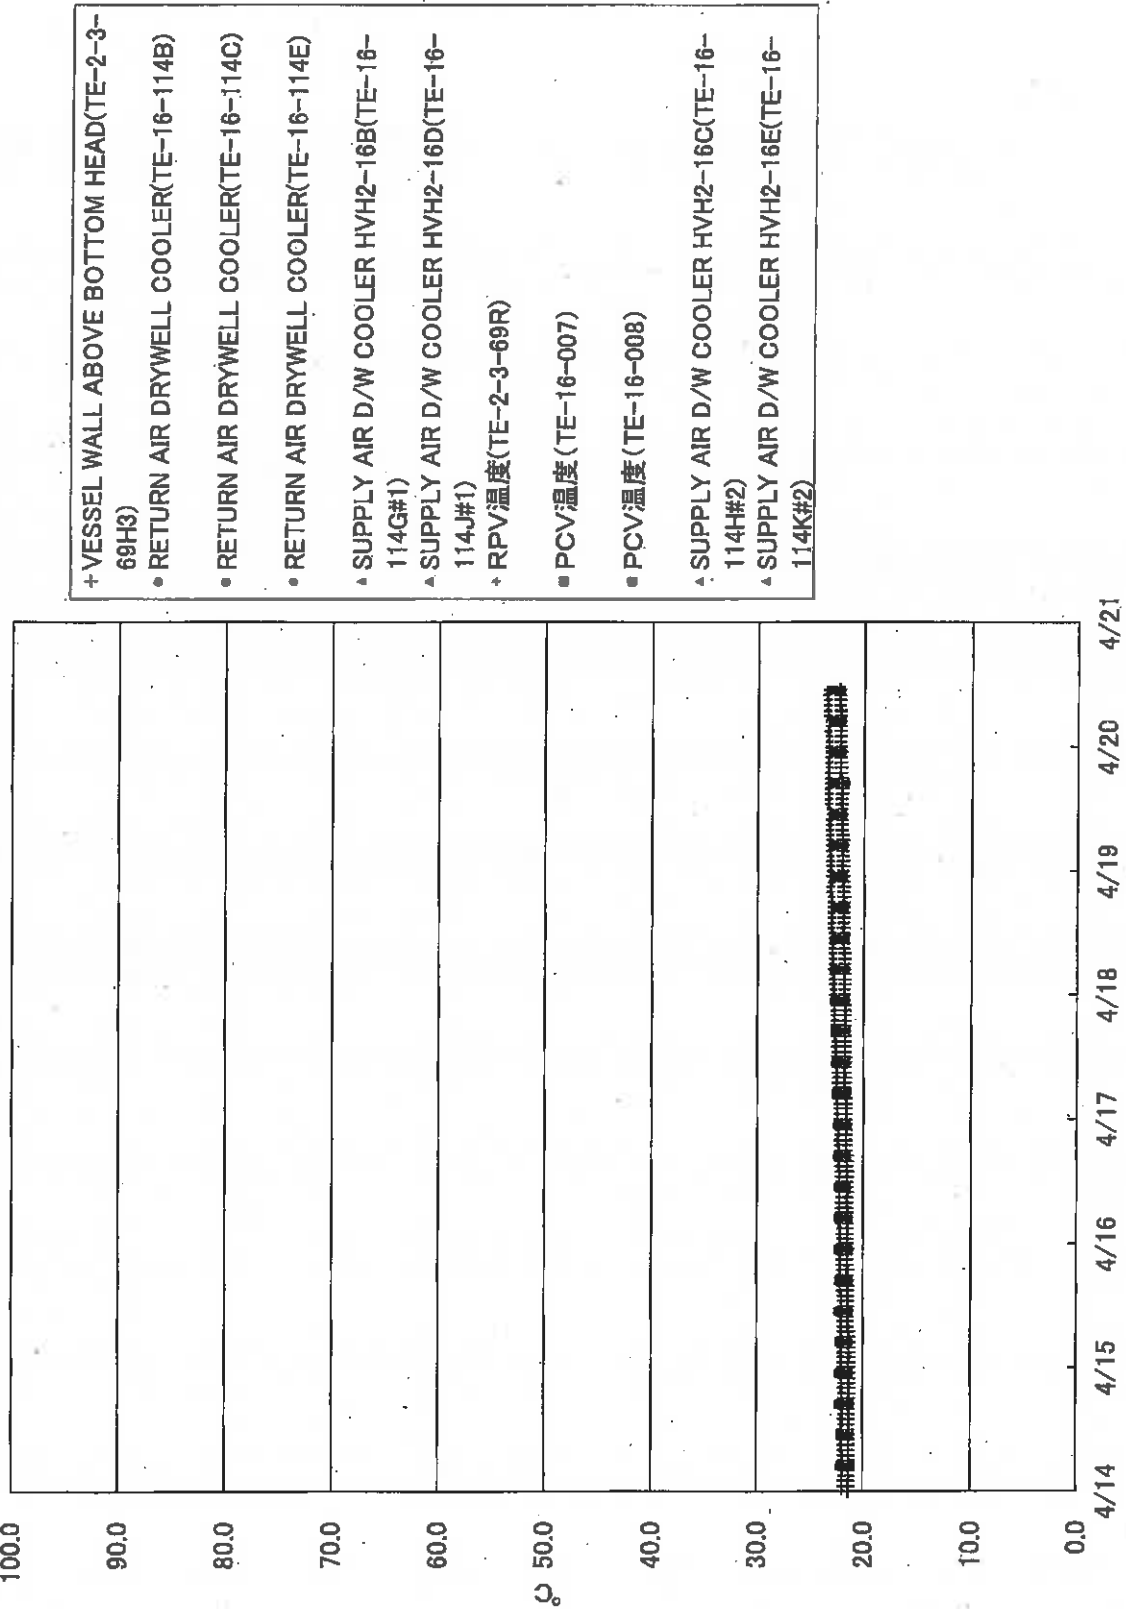 100.0
90.0
80.0
70.0
60.0
50.0
40.0
30.0
20.0
10.0
0.0
℃
4/14
4/15
4/16
4/17
4/18
4/19
4/20
4/21
+ VESSEL WALL ABOVE BOTTOM HEAD(TE-2-3-
69H3)
● RETURN AIR DRYWELL COOLER(TE-16-114B)
● RETURN AIR DRYWELL COOLER(TE-16-114C)
● RETURN AIR DRYWELL COOLER(TE-16-114E)
▲ SUPPLY AIR D/W COOLER HVH2-16B(TE-16-
114G#1)
▲ SUPPLY AIR D/W COOLER HVH2-16D(TE-16-
114J#1)
+ RPV温度(TE-2-3-69R)
■ PCV温度(TE-16-007)
■ PCV温度(TE-16-008)
▲ SUPPLY AIR D/W COOLER HVH2-16C(TE-16-
114H#2)
▲ SUPPLY AIR D/W COOLER HVH2-16E(TE-16-
114K#2)